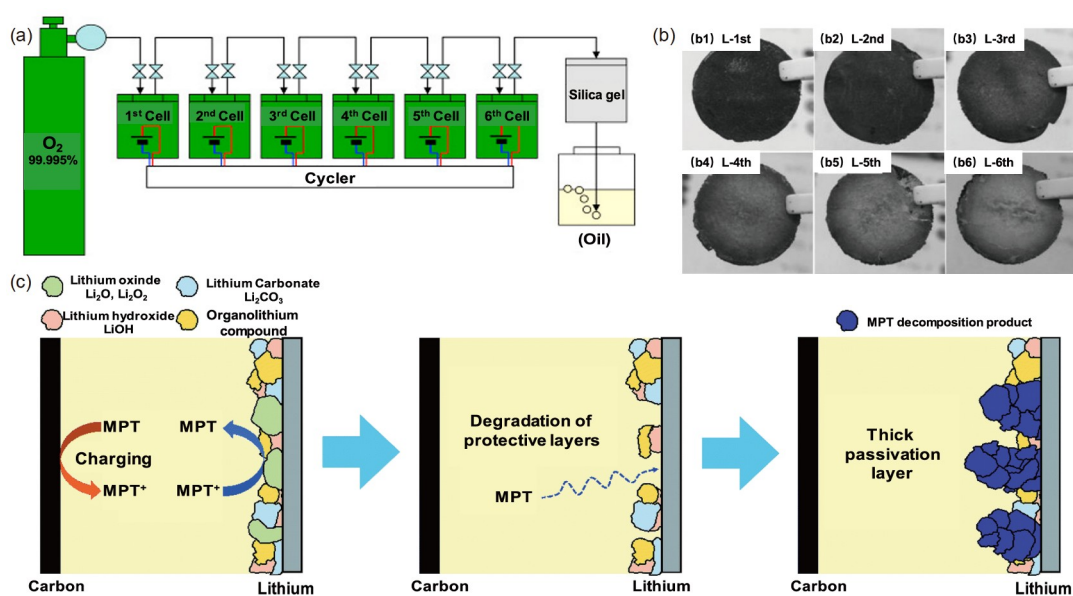 (a)
O2
99.995%
1st Cell
2nd Cell
3rd Cell
4th Cell
5th Cell
6th Cell
Cycler
Silica gel
(Oil)
(b)
(b1) L-1st
(b2) L-2nd
(b3) L-3rd
(b4) L-4th
(b5) L-5th
(b6) L-6th
(c)
Lithium oxinde
Li2O, Li2O2
Lithium Carbonate
Li2CO3
Lithium hydroxide
LiOH
Organolithium
compound
MPT
MPT
Charging
MPT+
MPT+
Carbon
Lithium
Degradation of
protective layers
MPT
Carbon
Lithium
MPT decomposition product
Thick
passivation
layer
Carbon
Lithium